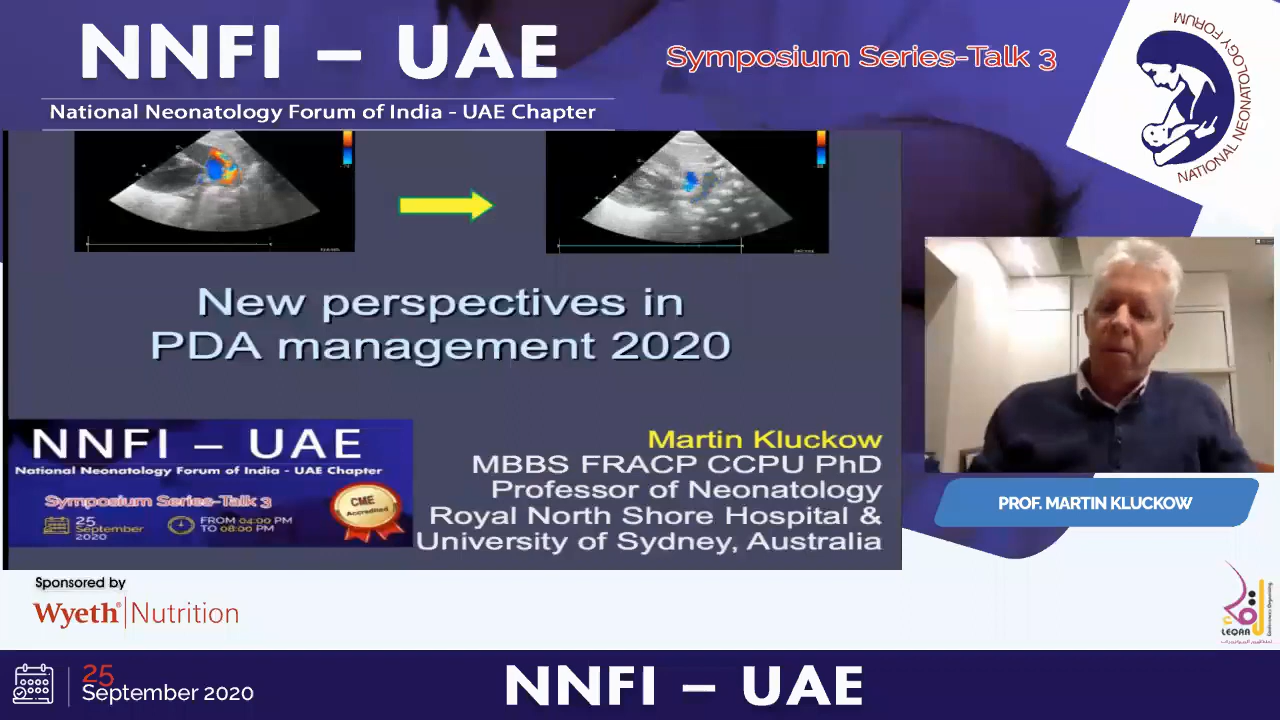 NNFI – UAE
National Neonatology Forum of India - UAE Chapter
Symposium Series-Talk 3
NATIONAL NEONATOLOGY FORUM
New perspectives in
PDA management 2020
NNFI – UAE
National Neonatology Forum of India - UAE Chapter
Symposium Series-Talk 3
25
September
2020
FROM 04:00 PM
TO 08:00 PM
CME
Accredited
Martin Kluckow
MBBS FRACP CCPU PhD
Professor of Neonatology
Royal North Shore Hospital &
University of Sydney, Australia
PROF. MARTIN KLUCKOW
Sponsored by
Wyeth® Nutrition
LEQAA
25
September 2020
NNFI – UAE